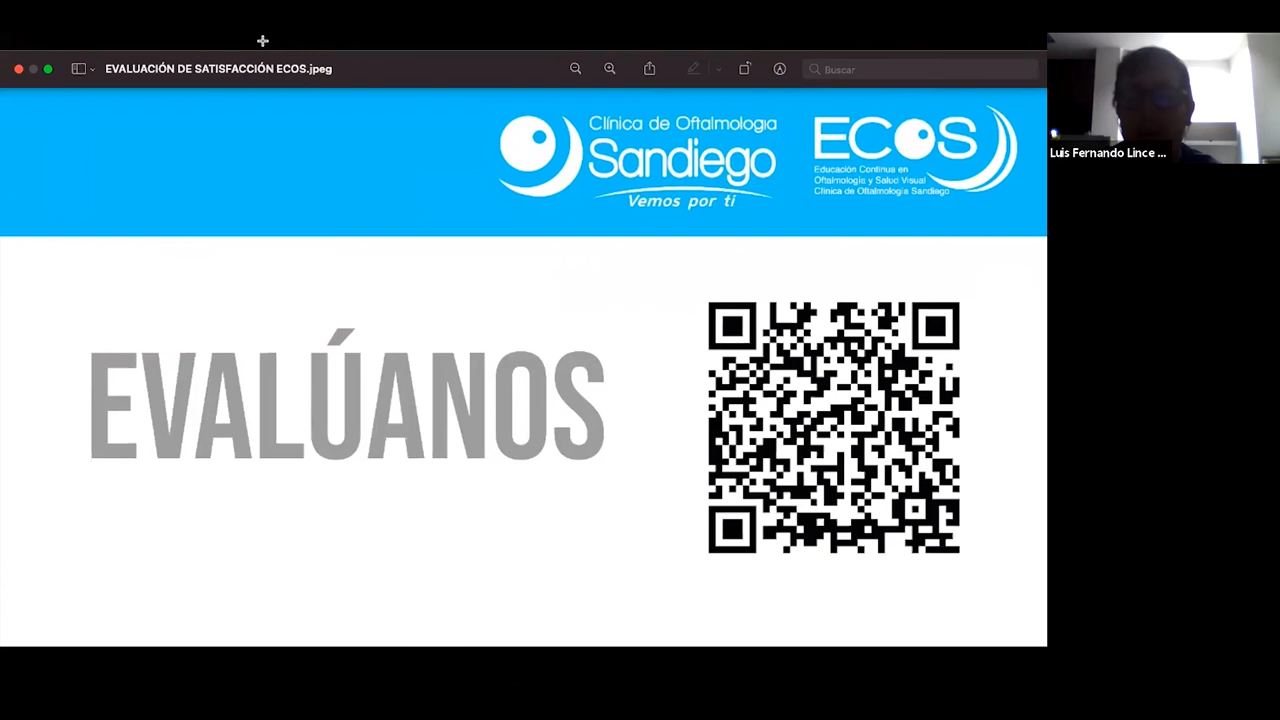 EVALUACIÓN DE SATISFACCIÓN ECOS.jpeg
Buscar
Clínica de Oftalmología
Sandiego
Vemos por ti
ECOS
Educación Continua en
Oftalmología y Salud Visual
Clínica de Oftalmología Sandiego
Luis Fernando Lince ...
EVALÚANOS